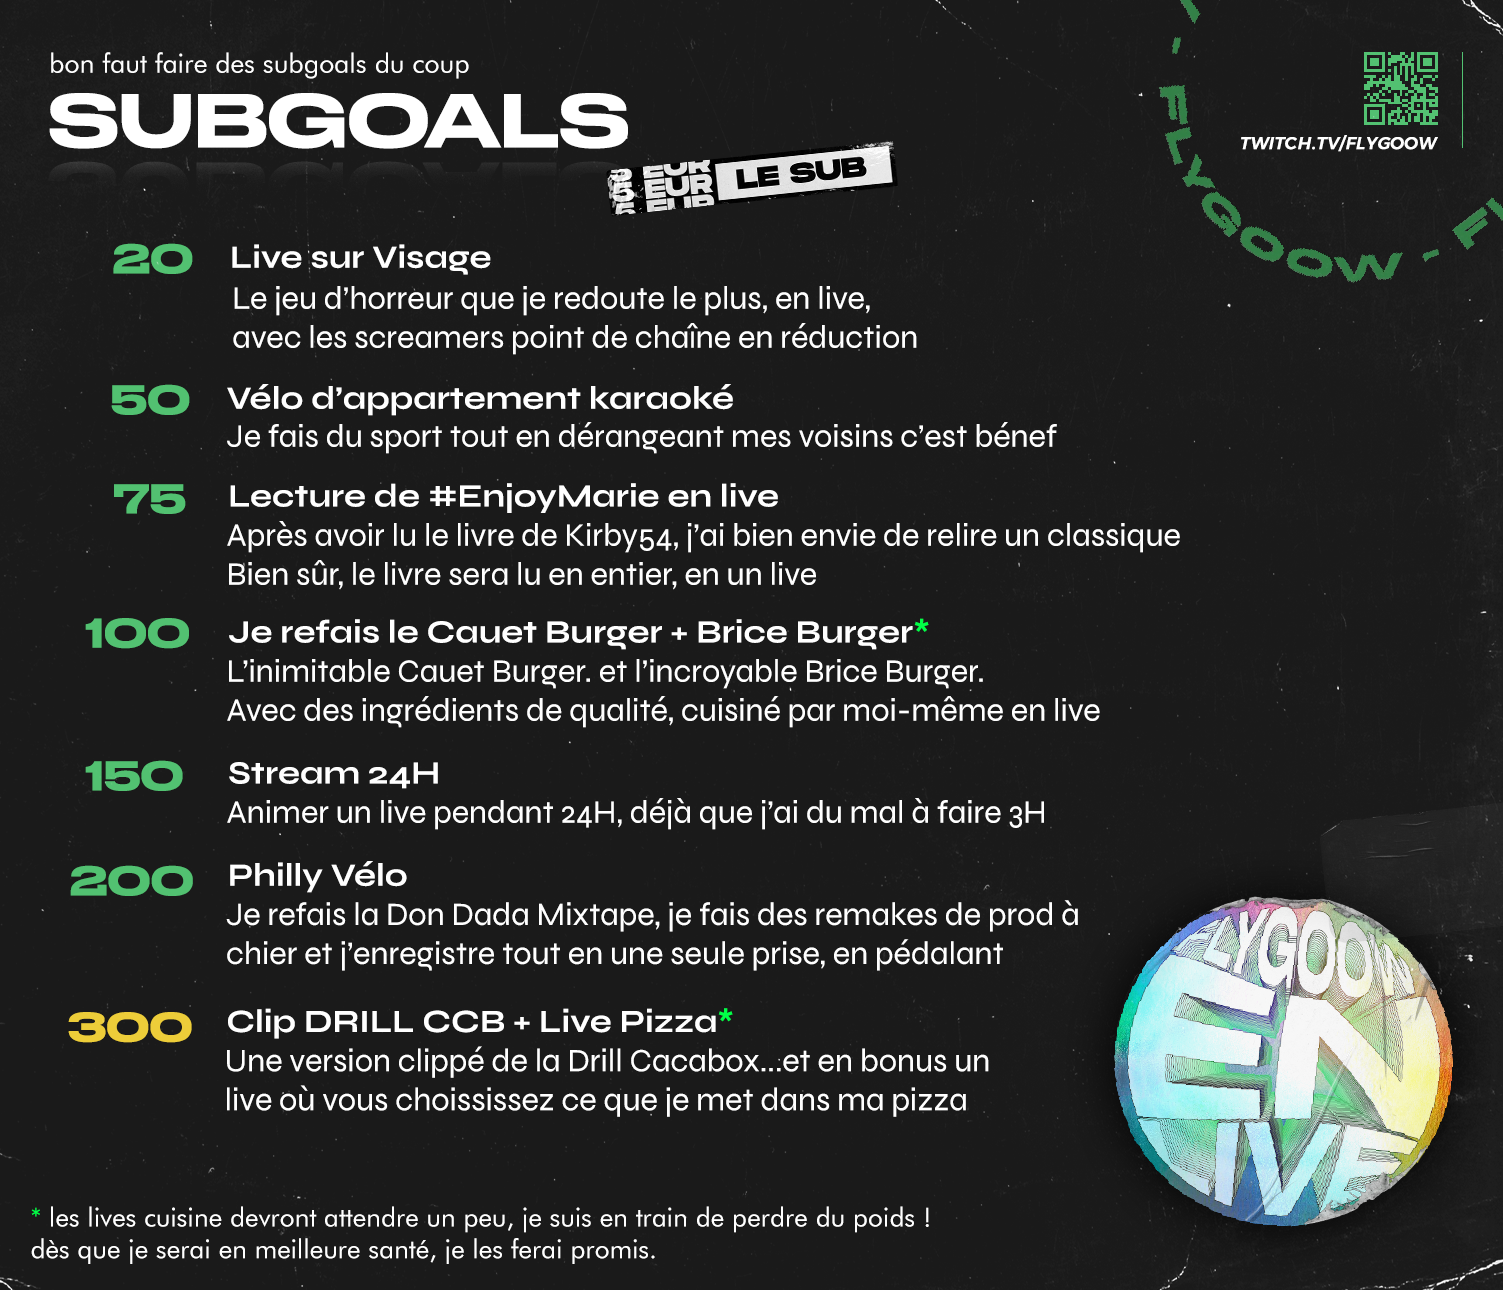 bon faut faire des subgoals du coup
SUBGOALS
TWITCH.TV/FLYGOOW
5 EUR LE SUB
FLYGOOW -
20 Live sur Visage
Le jeu d’horreur que je redoute le plus, en live,
avec les screamers point de chaîne en réduction
50 Vélo d’appartement karaoké
Je fais du sport tout en dérangeant mes voisins c’est bénef
75 Lecture de #EnjoyMarie en live
Après avoir lu le livre de Kirby54, j’ai bien envie de relire un classique
Bien sûr, le livre sera lu en entier, en un live
100 Je refais le Cauet Burger + Brice Burger*
L’inimitable Cauet Burger. et l’incroyable Brice Burger.
Avec des ingrédients de qualité, cuisiné par moi-même en live
150 Stream 24H
Animer un live pendant 24H, déjà que j’ai du mal à faire 3H
200 Philly Vélo
Je refais la Don Dada Mixtape, je fais des remakes de prod à
chier et j’enregistre tout en une seule prise, en pédalant
300 Clip DRILL CCB + Live Pizza*
Une version clippé de la Drill Cacabox...et en bonus un
live où vous choississez ce que je met dans ma pizza
FLYGOOW
EN
LIVE
* les lives cuisine devront attendre un peu, je suis en train de perdre du poids !
dès que je serai en meilleure santé, je les ferai promis.